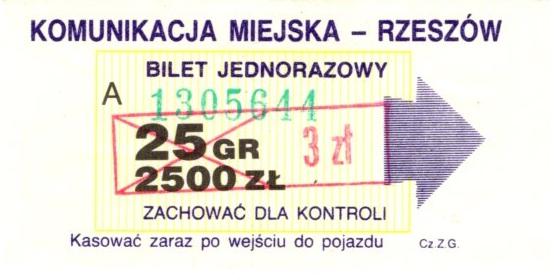 KOMUNIKACJA MIEJSKA – RZESZÓW
BILET JEDNORAZOWY
A
1305644
25 GR
3 zł
2500 ZŁ
ZACHOWAĆ DLA KONTROLI
Kasować zaraz po wejściu do pojazdu
Cz.Z.G.